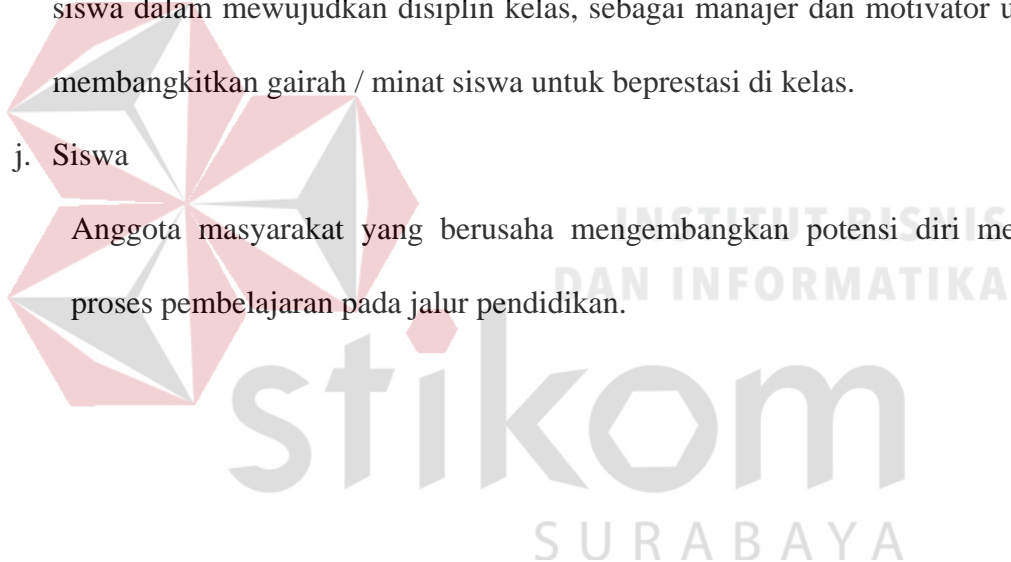 siswa dalam mewujudkan disiplin kelas, sebagai manajer dan motivator u
membangkitkan gairah / minat siswa untuk beprestasi di kelas.
j. Siswa
Anggota masyarakat yang berusaha mengembangkan potensi diri me
proses pembelajaran pada jalur pendidikan.
INSTITUT BISNIS
DAN INFORMATIKA
stikom
SURABAYA